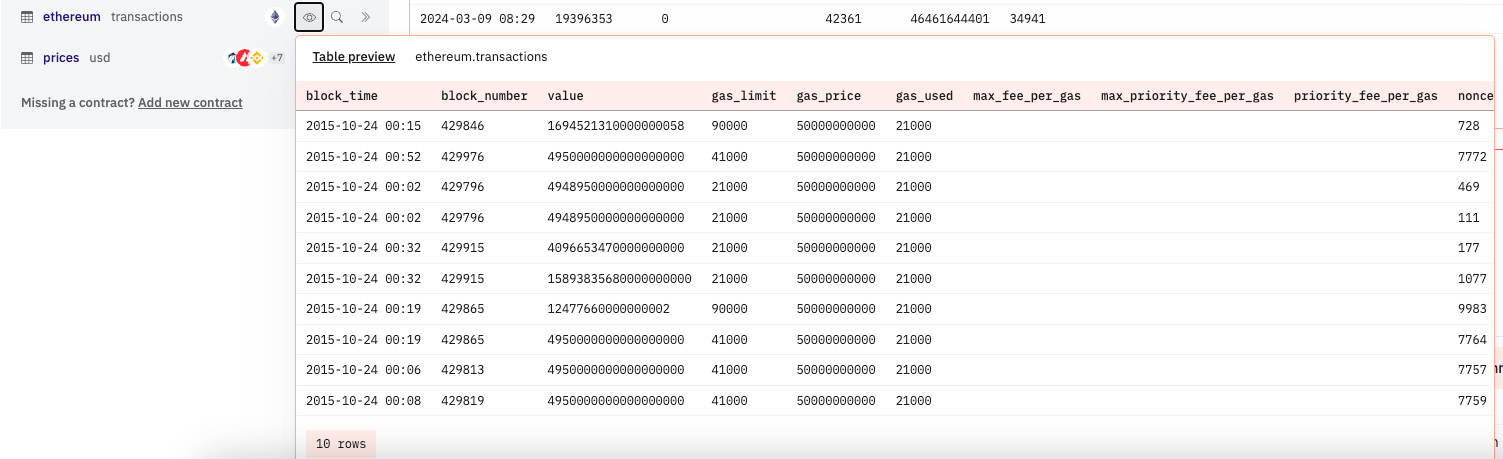 ethereum transactions
2024-03-09 08:29 19396353 0 42361 46461644401 34941
Table preview ethereum.transactions
prices usd +7
block_time block_number value gas_limit gas_price gas_used max_fee_per_gas max_priority_fee_per_gas priority_fee_per_gas nonce
Missing a contract? Add new contract
2015-10-24 00:15 429846 1694521310000000058 90000 50000000000 21000 728
2015-10-24 00:52 429976 4950000000000000000 41000 50000000000 21000 7772
2015-10-24 00:02 429796 4948950000000000000 21000 50000000000 21000 469
2015-10-24 00:02 429796 4948950000000000000 21000 50000000000 21000 111
2015-10-24 00:32 429915 4096653470000000000 21000 50000000000 21000 177
2015-10-24 00:32 429915 15893835680000000000 21000 50000000000 21000 1077
2015-10-24 00:19 429865 12477660000000002 90000 50000000000 21000 9983
2015-10-24 00:19 429865 4950000000000000000 41000 50000000000 21000 7764
2015-10-24 00:06 429813 4950000000000000000 41000 50000000000 21000 7757
2015-10-24 00:08 429819 4950000000000000000 41000 50000000000 21000 7759
10 rows